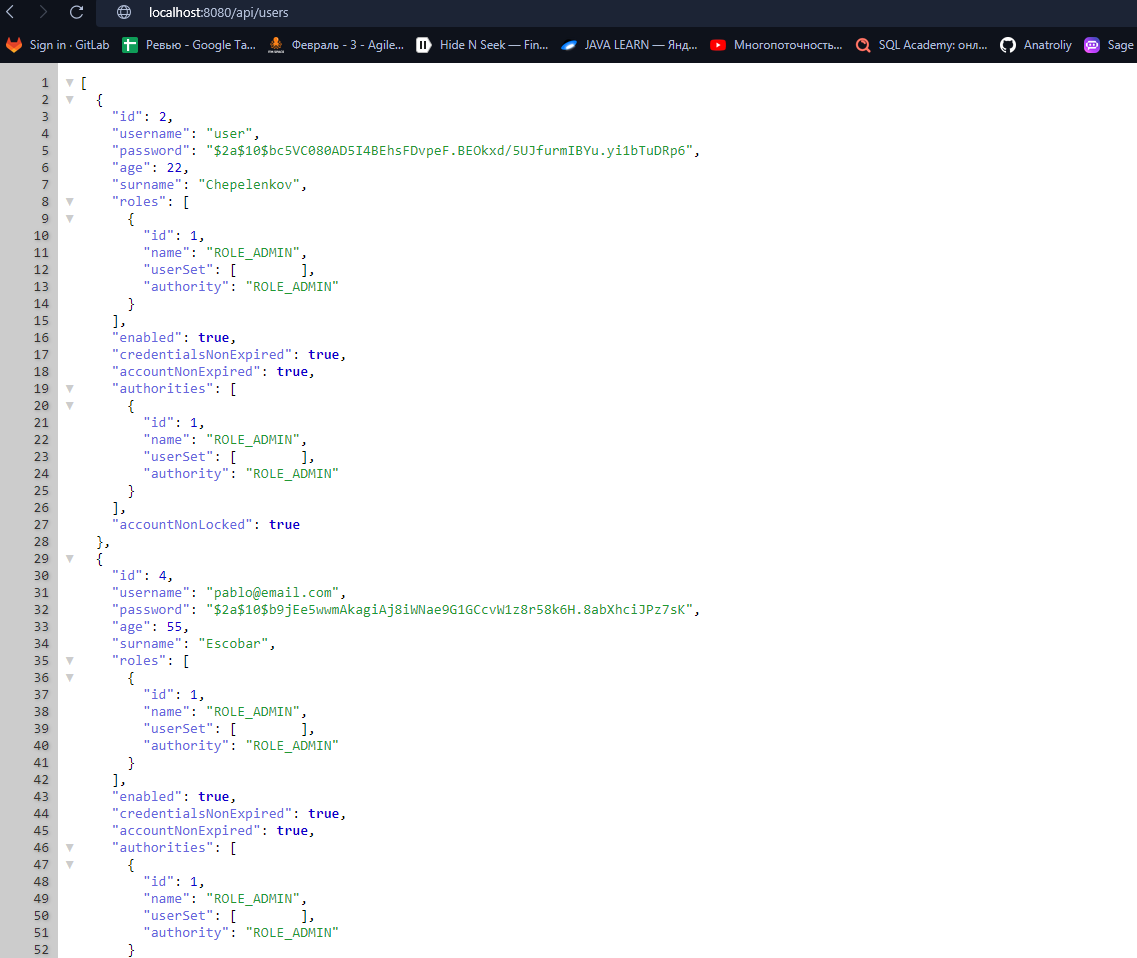 localhost:8080/api/users
Sign in · GitLab Ревью - Google Та... Февраль - 3 - Agile... Hide N Seek — Fin... JAVA LEARN — Янд... Многопоточность... SQL Academy: онл... Anatroliy Sage
1 [
2 {
3 "id": 2,
4 "username": "user",
5 "password": "$2a$10$bc5VC080AD5I4BEhsFDvpeF.BEOkxd/5UJfurmIBYu.yi1bTuDRp6",
6 "age": 22,
7 "surname": "Chepelenkov",
8 "roles": [
9 {
10 "id": 1,
11 "name": "ROLE_ADMIN",
12 "userSet": [ ],
13 "authority": "ROLE_ADMIN"
14 }
15 ],
16 "enabled": true,
17 "credentialsNonExpired": true,
18 "accountNonExpired": true,
19 "authorities": [
20 {
21 "id": 1,
22 "name": "ROLE_ADMIN",
23 "userSet": [ ],
24 "authority": "ROLE_ADMIN"
25 }
26 ],
27 "accountNonLocked": true
28 },
29 {
30 "id": 4,
31 "username": "pablo@email.com",
32 "password": "$2a$10$b9jEe5wwmAkagiAj8iWNae9G1GCcvW1z8r58k6H.8abXhciJPz7sK",
33 "age": 55,
34 "surname": "Escobar",
35 "roles": [
36 {
37 "id": 1,
38 "name": "ROLE_ADMIN",
39 "userSet": [ ],
40 "authority": "ROLE_ADMIN"
41 }
42 ],
43 "enabled": true,
44 "credentialsNonExpired": true,
45 "accountNonExpired": true,
46 "authorities": [
47 {
48 "id": 1,
49 "name": "ROLE_ADMIN",
50 "userSet": [ ],
51 "authority": "ROLE_ADMIN"
52 }